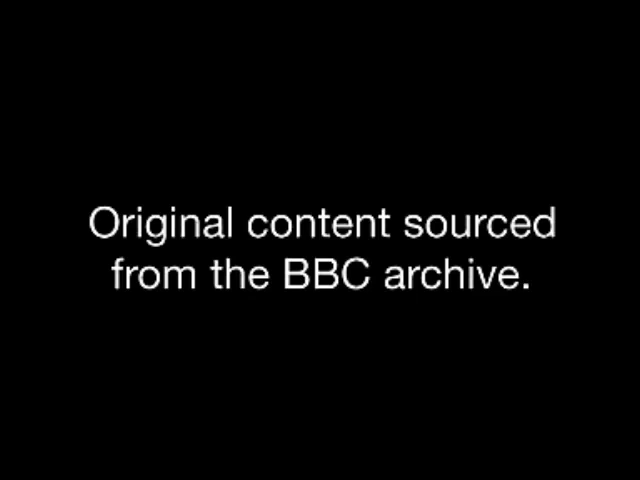 Original content sourced
from the BBC archive.